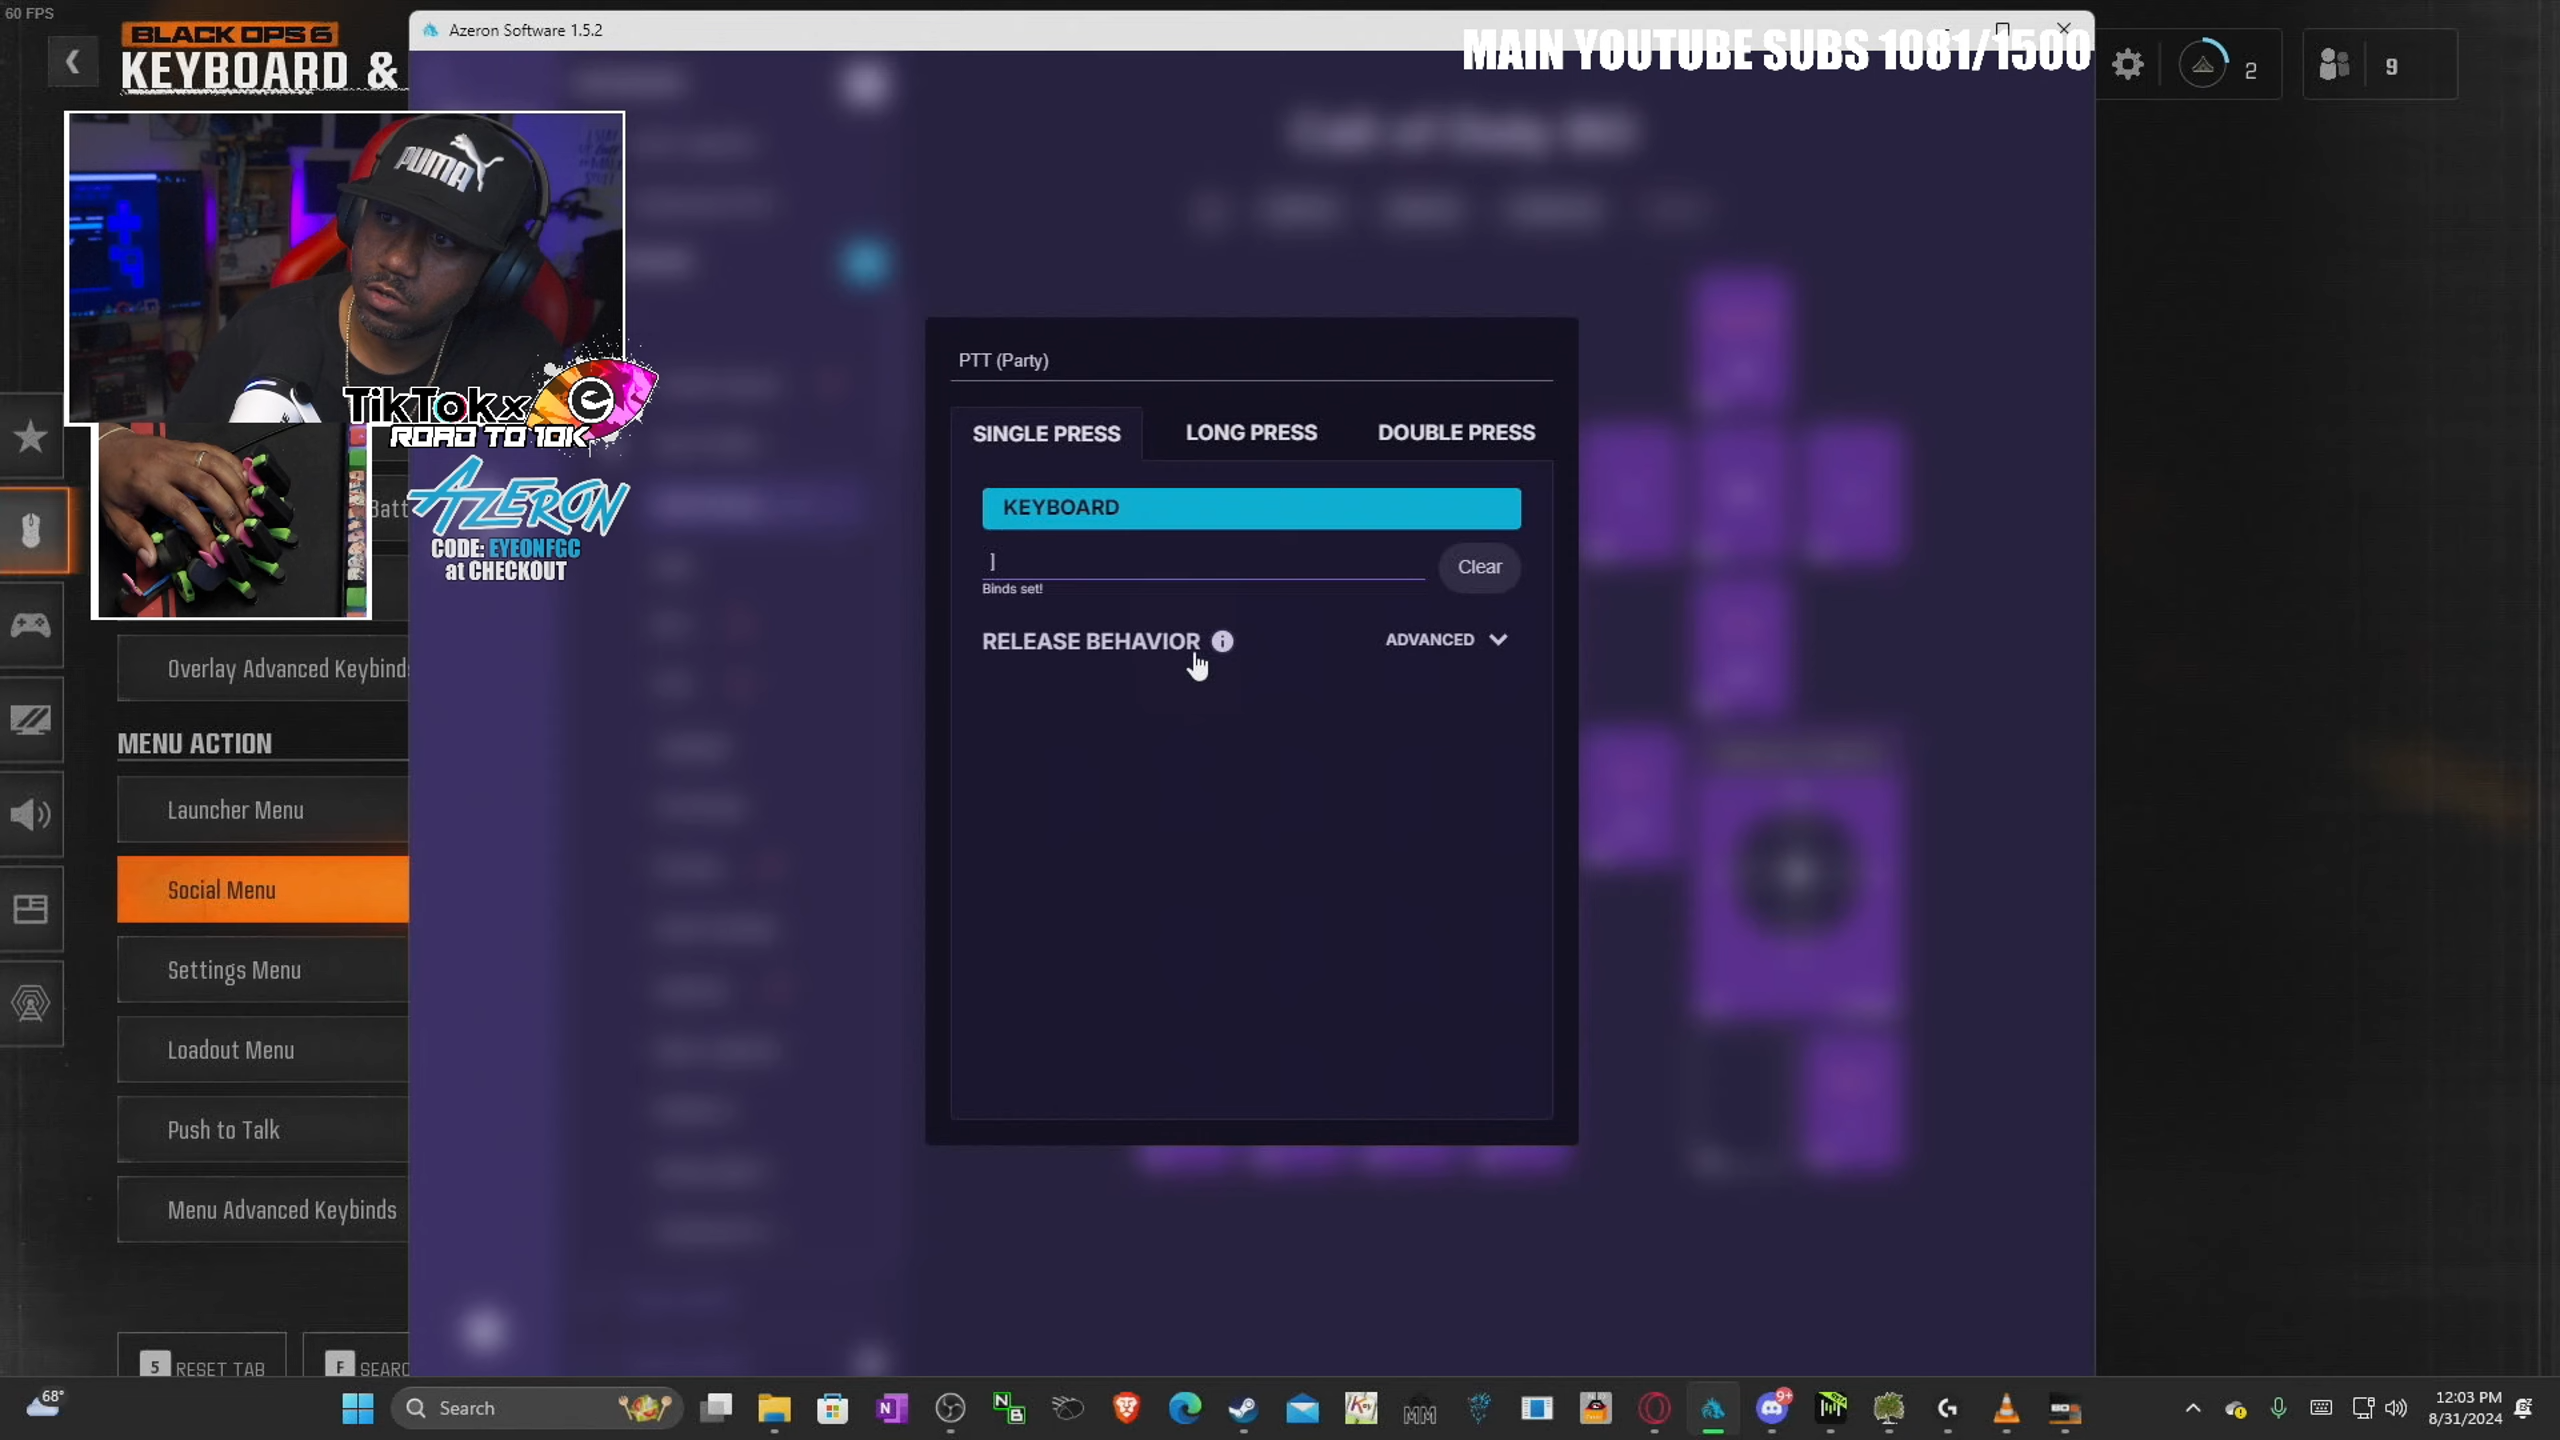 60 FPS
BLACK OPS 6
KEYBOARD &
Azeron Software 1.5.2
MAIN YOUTUBE SUBS 1081/1500
2
9
PUMA
TikTok x
ROAD TO 10K
AZERON
CODE: EYEONFGC
at CHECKOUT
Batt
PTT (Party)
SINGLE PRESS
LONG PRESS
DOUBLE PRESS
KEYBOARD
]
Clear
Binds set!
RELEASE BEHAVIOR
ADVANCED
Overlay Advanced Keybinds
MENU ACTION
Launcher Menu
Social Menu
Settings Menu
Loadout Menu
Push to Talk
Menu Advanced Keybinds
5 RESET TAB
F SEARC
68°
Search
9+
12:03 PM
8/31/2024